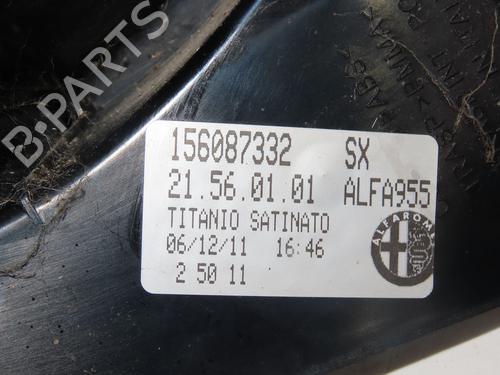 B-PARTS
156087332 SX
21.56.01.01 ALFA955
TITANIO SATINATO
06/12/11 16:46
2 50 11
ALFA ROMEO